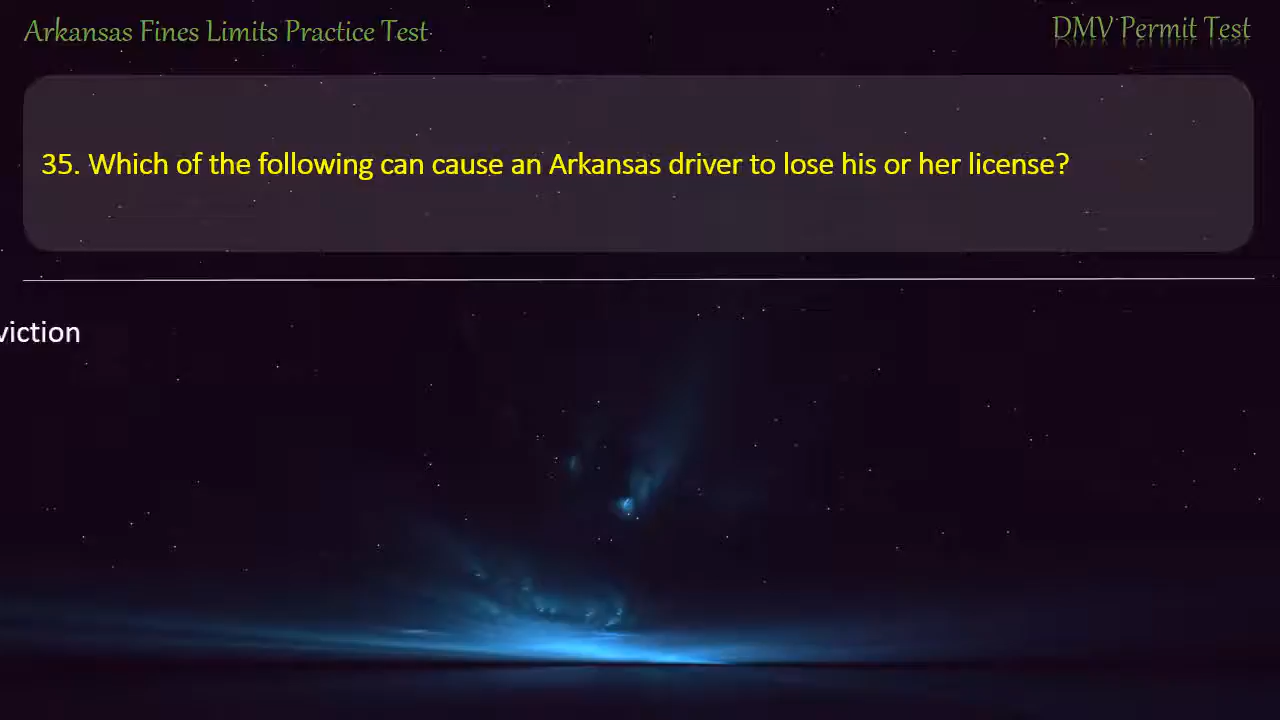 Arkansas Fines Limits Practice Test
DMV Permit Test
35. Which of the following can cause an Arkansas driver to lose his or her license?
viction